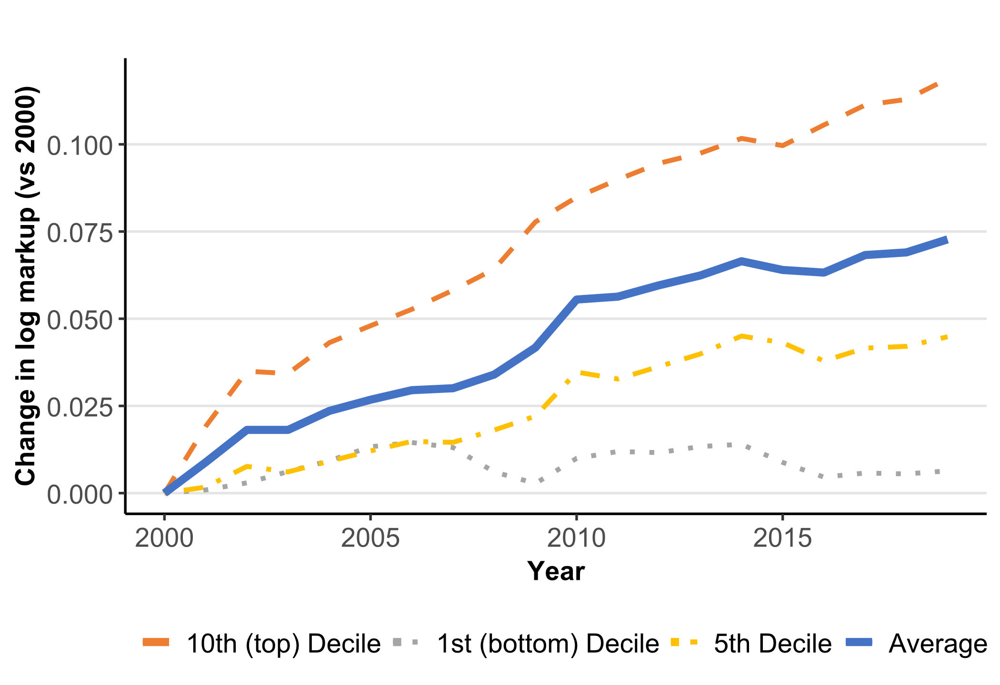 Change in log markup (vs 2000)
0.100
0.075
0.050
0.025
0.000
2000 2005 2010 2015
Year
10th (top) Decile 1st (bottom) Decile 5th Decile Average